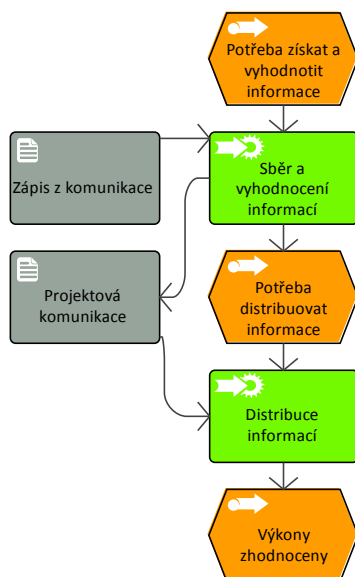 Potřeba získat a
vyhodnotit
informace
Zápis z komunikace
Sběr a
vyhodnocení
informací
Projektová
komunikace
Potřeba
distribuovat
informace
Distribuce
informací
Výkony
zhodnoceny